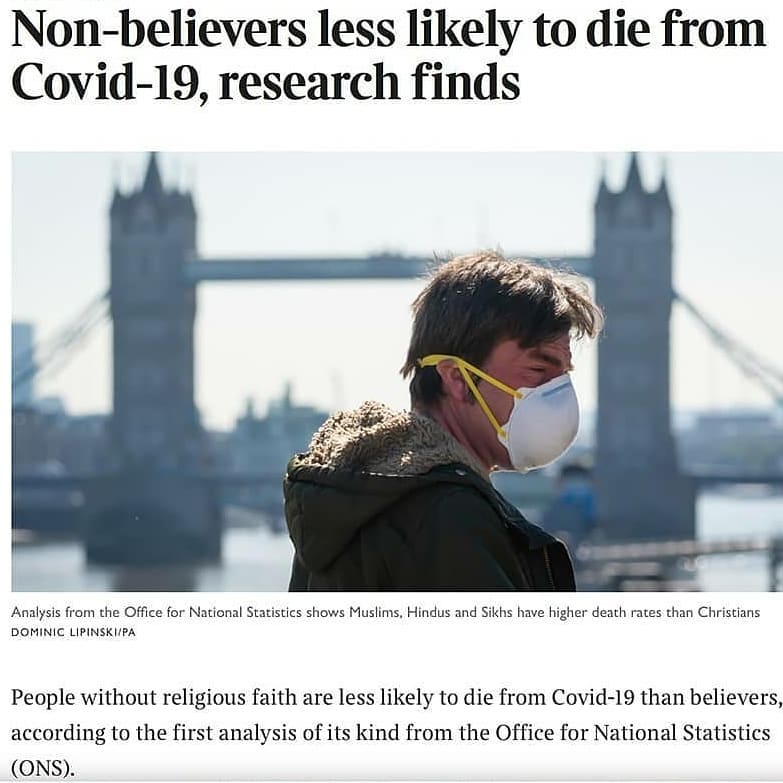 Non-believers less likely to die from
Covid-19, research finds
Analysis from the Office for National Statistics shows Muslims, Hindus and Sikhs have higher death rates than Christians
DOMINIC LIPINSKI/PA
People without religious faith are less likely to die from Covid-19 than believers,
according to the first analysis of its kind from the Office for National Statistics
(ONS).